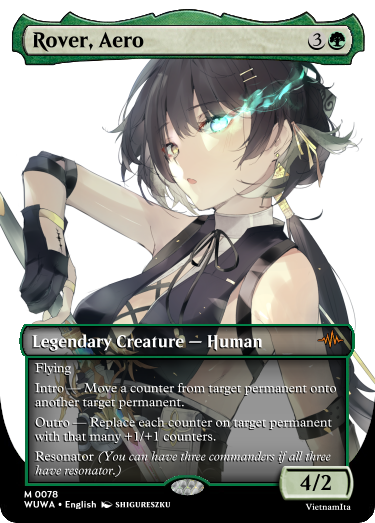 Rover, Aero 3
Legendary Creature — Human
Flying
Intro — Move a counter from target permanent onto
another target permanent.
Outro — Replace each counter on target permanent
with that many +1/+1 counters.
Resonator (You can have three commanders if all three
have resonator.)
4/2
M 0078
WUWA • English SHIGURESZKU
VietnamIta